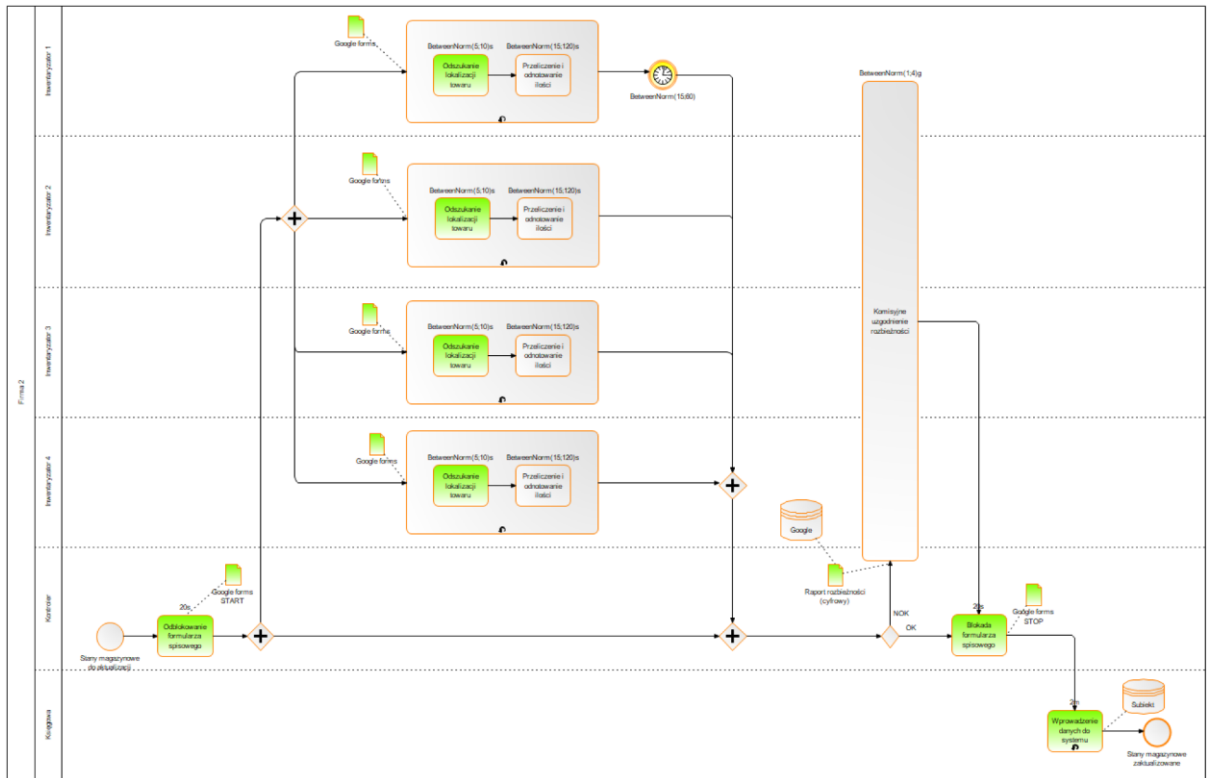 Firma 2
Inwentaryzator 1
Google forms
BetweenNorm(5;10)s
BetweenNorm(15;120)s
Odszukanie
lokalizacji
towaru
Przeliczenie i
odnotowanie
ilości
BetweenNorm(15;60)
BetweenNorm(1;4)g
Inwentaryzator 2
Google forms
BetweenNorm(5;10)s
BetweenNorm(15;120)s
Odszukanie
lokalizacji
towaru
Przeliczenie i
odnotowanie
ilości
Inwentaryzator 3
Google forms
BetweenNorm(5;10)s
BetweenNorm(15;120)s
Odszukanie
lokalizacji
towaru
Przeliczenie i
odnotowanie
ilości
Komisyjne
uzgodnienie
rozbieżności
Inwentaryzator 4
Google forms
BetweenNorm(5;10)s
BetweenNorm(15;120)s
Odszukanie
lokalizacji
towaru
Przeliczenie i
odnotowanie
ilości
Google
Kontroler
Google forms
START
20s
Odblokowanie
formularza
spisowego
Stany magazynowe
do aktualizacji
Raport rozbieżności
(cyfrowy)
NOK
OK
20s
Blokada
formularza
spisowego
Google forms
STOP
Księgowa
2m
Wprowadzenie
danych do
systemu
Subiekt
Stany magazynowe
zaktualizowane